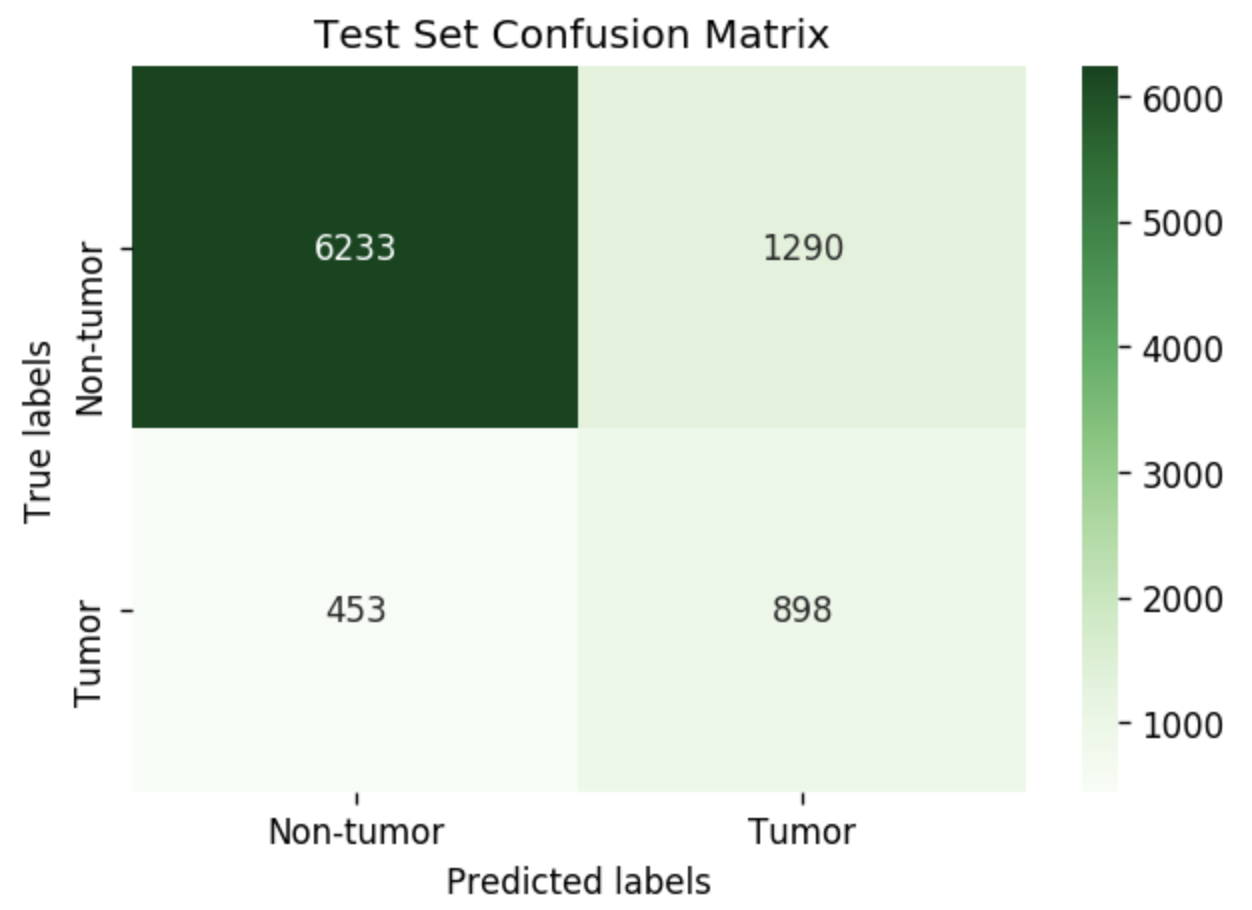 Test Set Confusion Matrix
True labels
Non-tumor
Tumor
6233
1290
453
898
Non-tumor
Tumor
Predicted labels
6000
5000
4000
3000
2000
1000